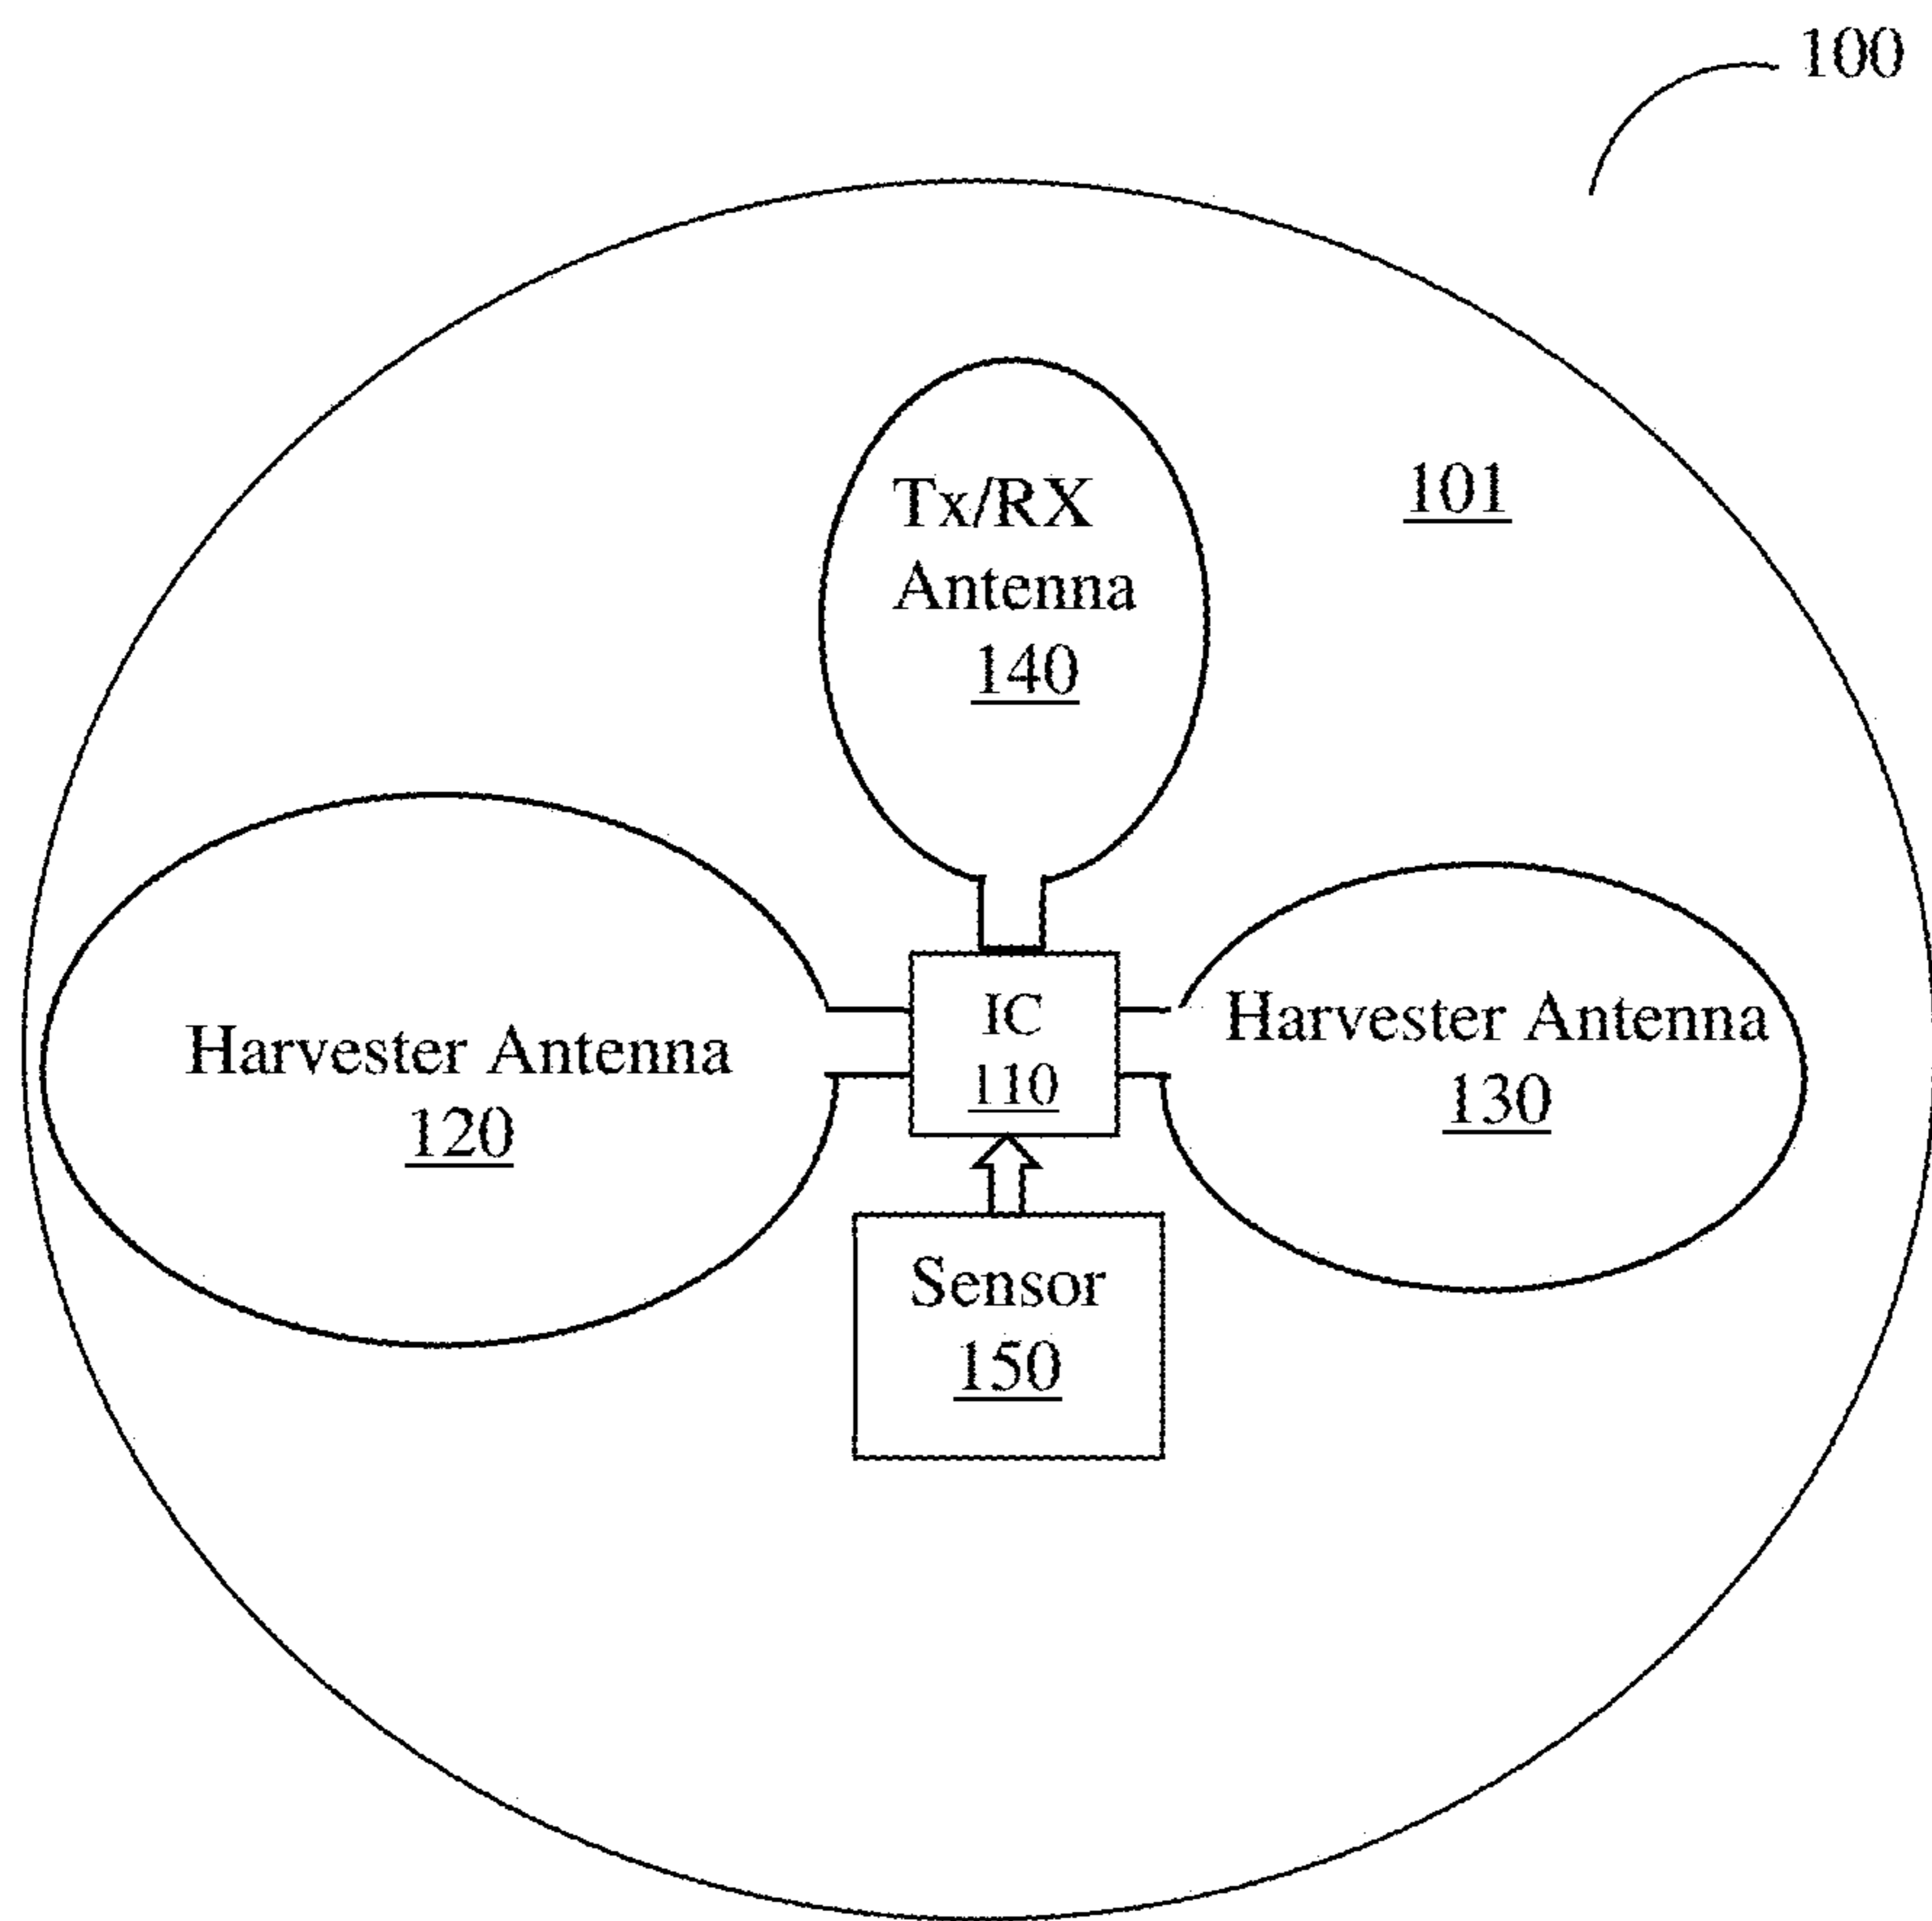 100
101
Tx/RX
Antenna
140
Harvester Antenna
120
IC
110
Harvester Antenna
130
Sensor
150